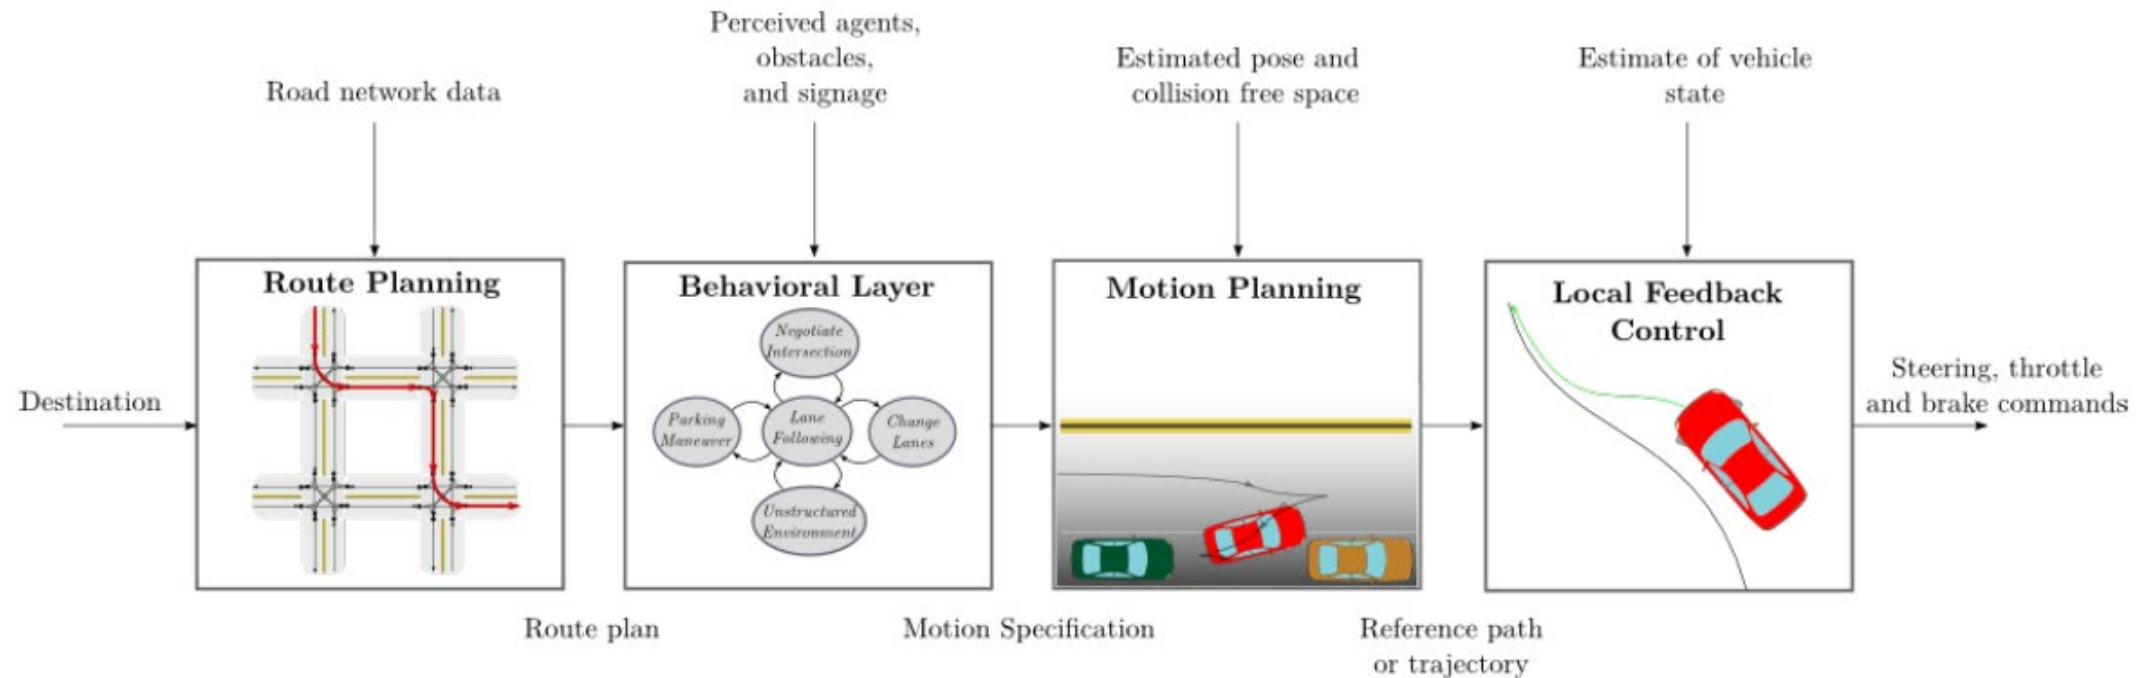 Perceived agents,
obstacles,
and signage
Road network data
Estimated pose and
collision free space
Estimate of vehicle
state
Destination
Route Planning
Behavioral Layer
Negotiate
Intersection
Parking
Maneuver
Lane
Following
Change
Lanes
Unstructured
Environment
Motion Planning
Local Feedback
Control
Steering, throttle
and brake commands
Route plan
Motion Specification
Reference path
or trajectory